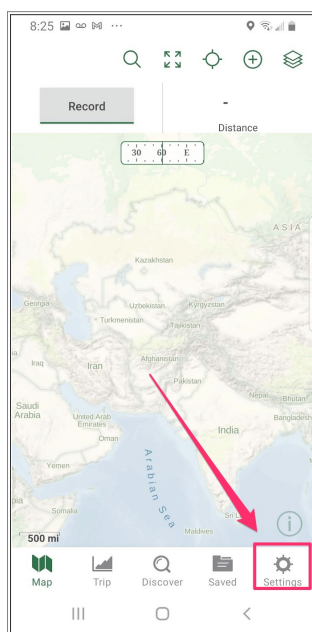 8:25
Record
-
Distance
30 60 E
ASIA
Kazakhstan
Georgia
Uzbekistan
Kyrgyzstan
Turkmenistan
Tajikistan
Iraq
Iran
Afghanistan
Pakistan
Nepal
Bhutan
Saudi
Arabia
United Arab
Emirates
Bangladesh
India
Oman
Arabian Sea
Yemen
Somalia
Maldives
500 mi
Map
Trip
Discover
Saved
Settings